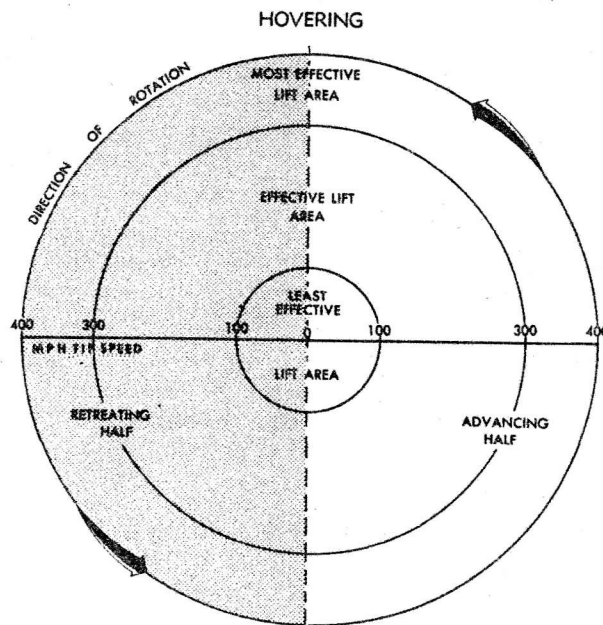 HOVERING
MOST EFFECTIVE
LIFT AREA
DIRECTION OF ROTATION
EFFECTIVE LIFT
AREA
LEAST
EFFECTIVE
400 300 100 0 100 300 400
MPH TIP SPEED
LIFT AREA
RETREATING
HALF
ADVANCING
HALF